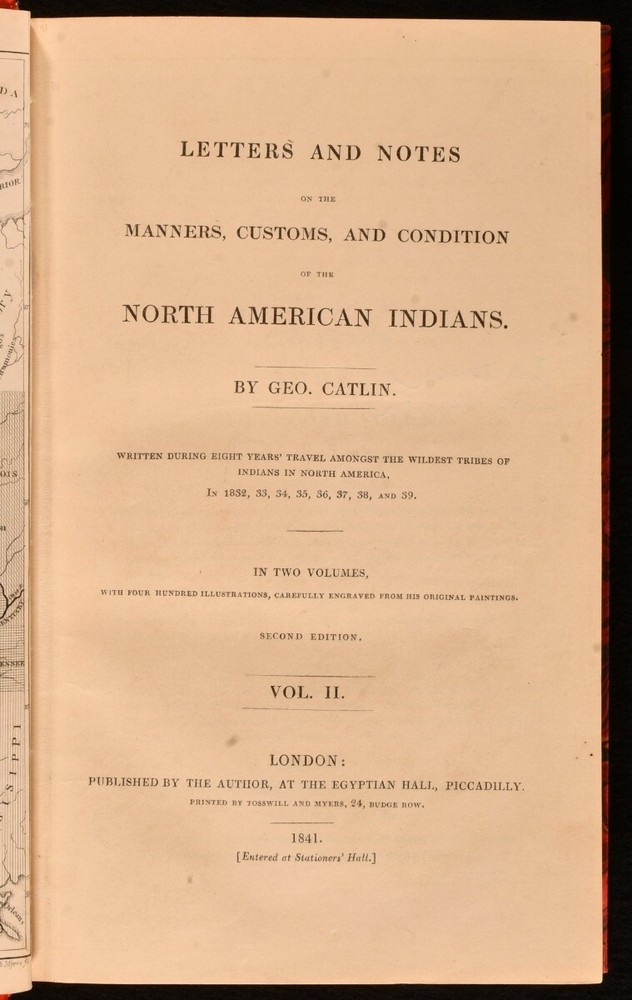 LETTERS AND NOTES
ON THE
MANNERS, CUSTOMS, AND CONDITION
OF THE
NORTH AMERICAN INDIANS.
BY GEO. CATLIN.
WRITTEN DURING EIGHT YEARS' TRAVEL AMONGST THE WILDEST TRIBES OF
INDIANS IN NORTH AMERICA,
In 1832, 33, 34, 35, 36, 37, 38, AND 39.
IN TWO VOLUMES,
WITH FOUR HUNDRED ILLUSTRATIONS, CAREFULLY ENGRAVED FROM HIS ORIGINAL PAINTINGS.
SECOND EDITION.
VOL. II.
LONDON:
PUBLISHED BY THE AUTHOR, AT THE EGYPTIAN HALL, PICCADILLY.
PRINTED BY TOSSWILL AND MYERS, 24, BUDGE ROW.
1841.
[Entered at Stationers' Hall.]